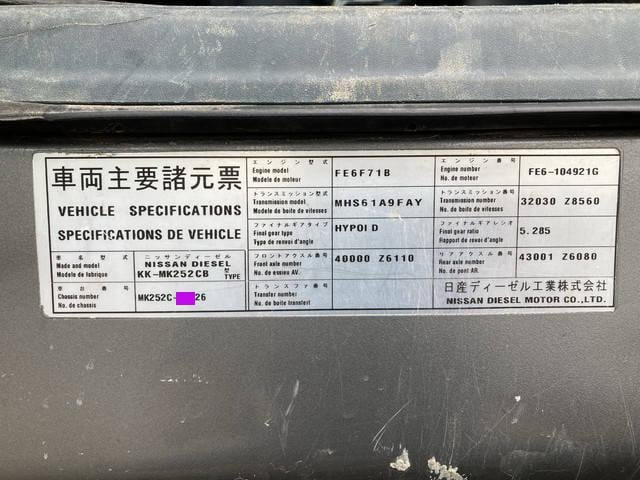 車両主要諸元票
VEHICLE SPECIFICATIONS
SPECIFICATIONS DE VEHICLE
車名型式
Made and model
Modele de fabrique
ニッサンディーゼル
NISSAN DIESEL
KK-MK252CB 型 TYPE
車台番号
Chassis number
No. de chassis
MK252C- 26
エンジン型式
Engine model
Modele de moteur
FE6F71B
トランスミッション型式
Transmission model
Modele de boite de vitesses
MHS61A9FAY
ファイナルギアタイプ
Final gear type
Type de renvoi d'angle
HYPOID
フロントアクスル番号
Front axle number
No. de essieu AV.
40000 Z6110
トランスファ番号
Transfer number
No. de boite transfert
エンジン番号
Engine number
No. de moteur
FE6-104921G
トランスミッション番号
Transmission number
No. de boite de vitesses
32030 Z8560
ファイナルギアレシオ
Final gear ratio
Rapport de renvoi d'angle
5.285
リアアクスル番号
Rear axle number
No. de pont AR.
43001 Z6080
日産ディーゼル工業株式会社
NISSAN DIESEL MOTOR CO.,LTD.